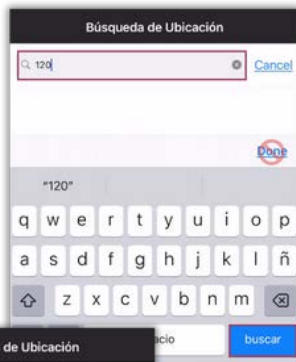 Búsqueda de Ubicación
120 Cancel
Done
"120"
q w e r t y u i o p
a s d f g h j k l ñ
z x c v b n m
de Ubicación
acio buscar